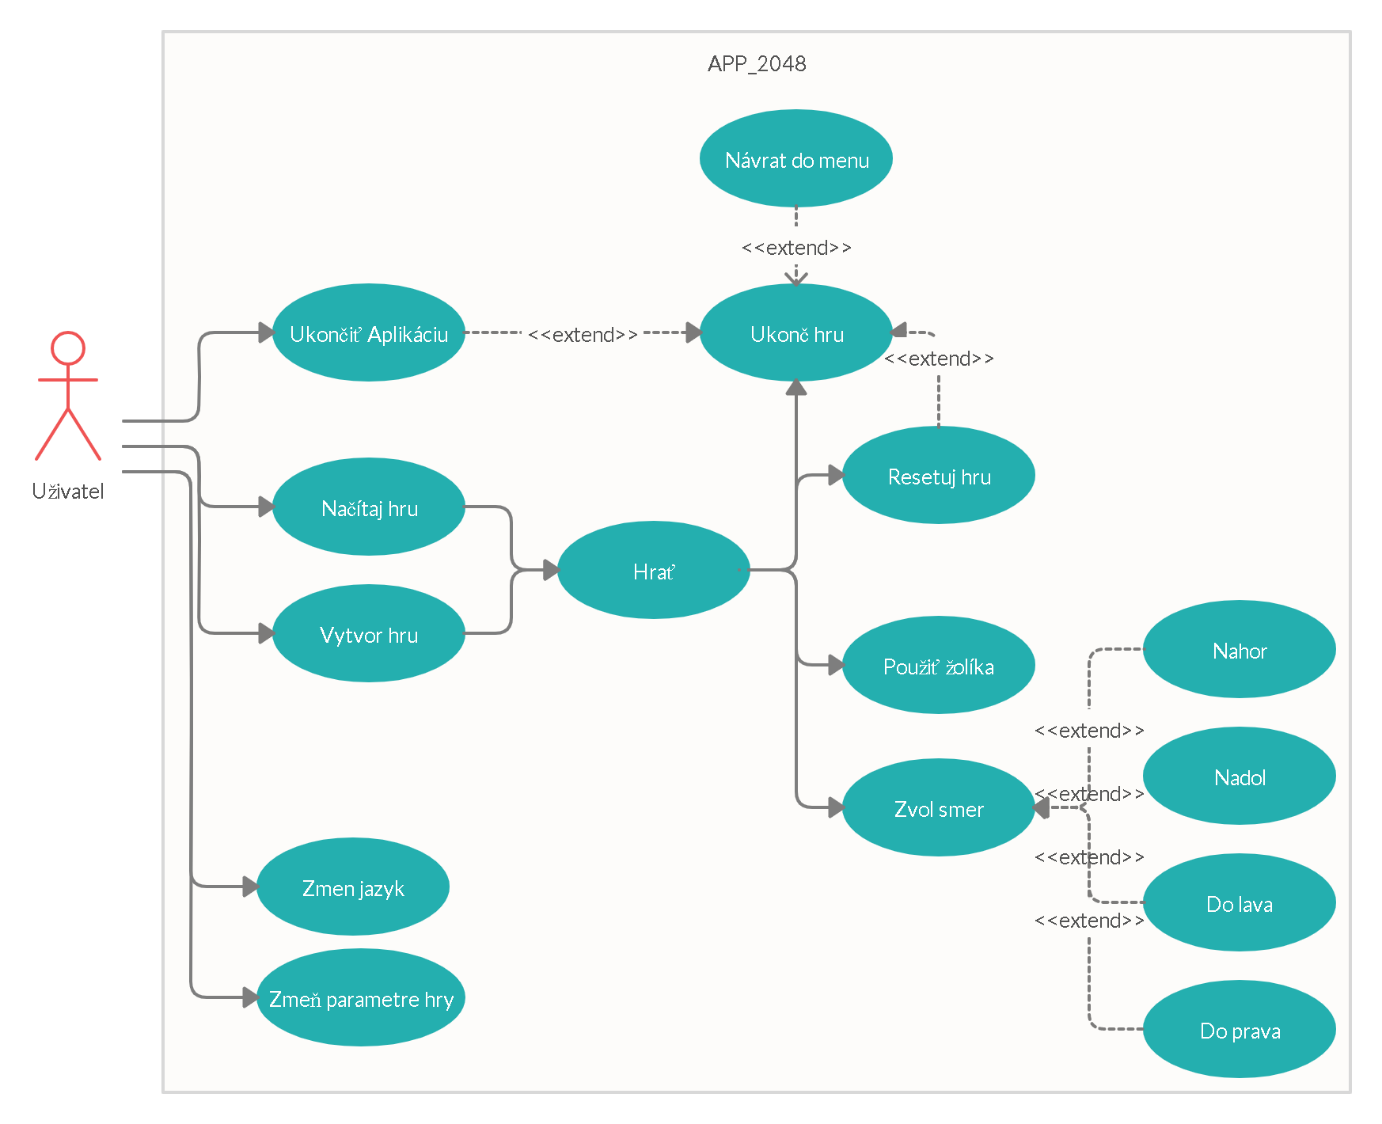 APP_2048
Návrat do menu
<<extend>>
Ukončiť Aplikáciu
<<extend>>
Ukonč hru
<<extend>>
Uživatel
Načítaj hru
Resetuj hru
Hrať
Vytvor hru
Použiť žolíka
Nahor
<<extend>>
Nadol
<<extend>>
Zvol smer
<<extend>>
Zmen jazyk
Do lava
<<extend>>
Zmeň parametre hry
Do prava